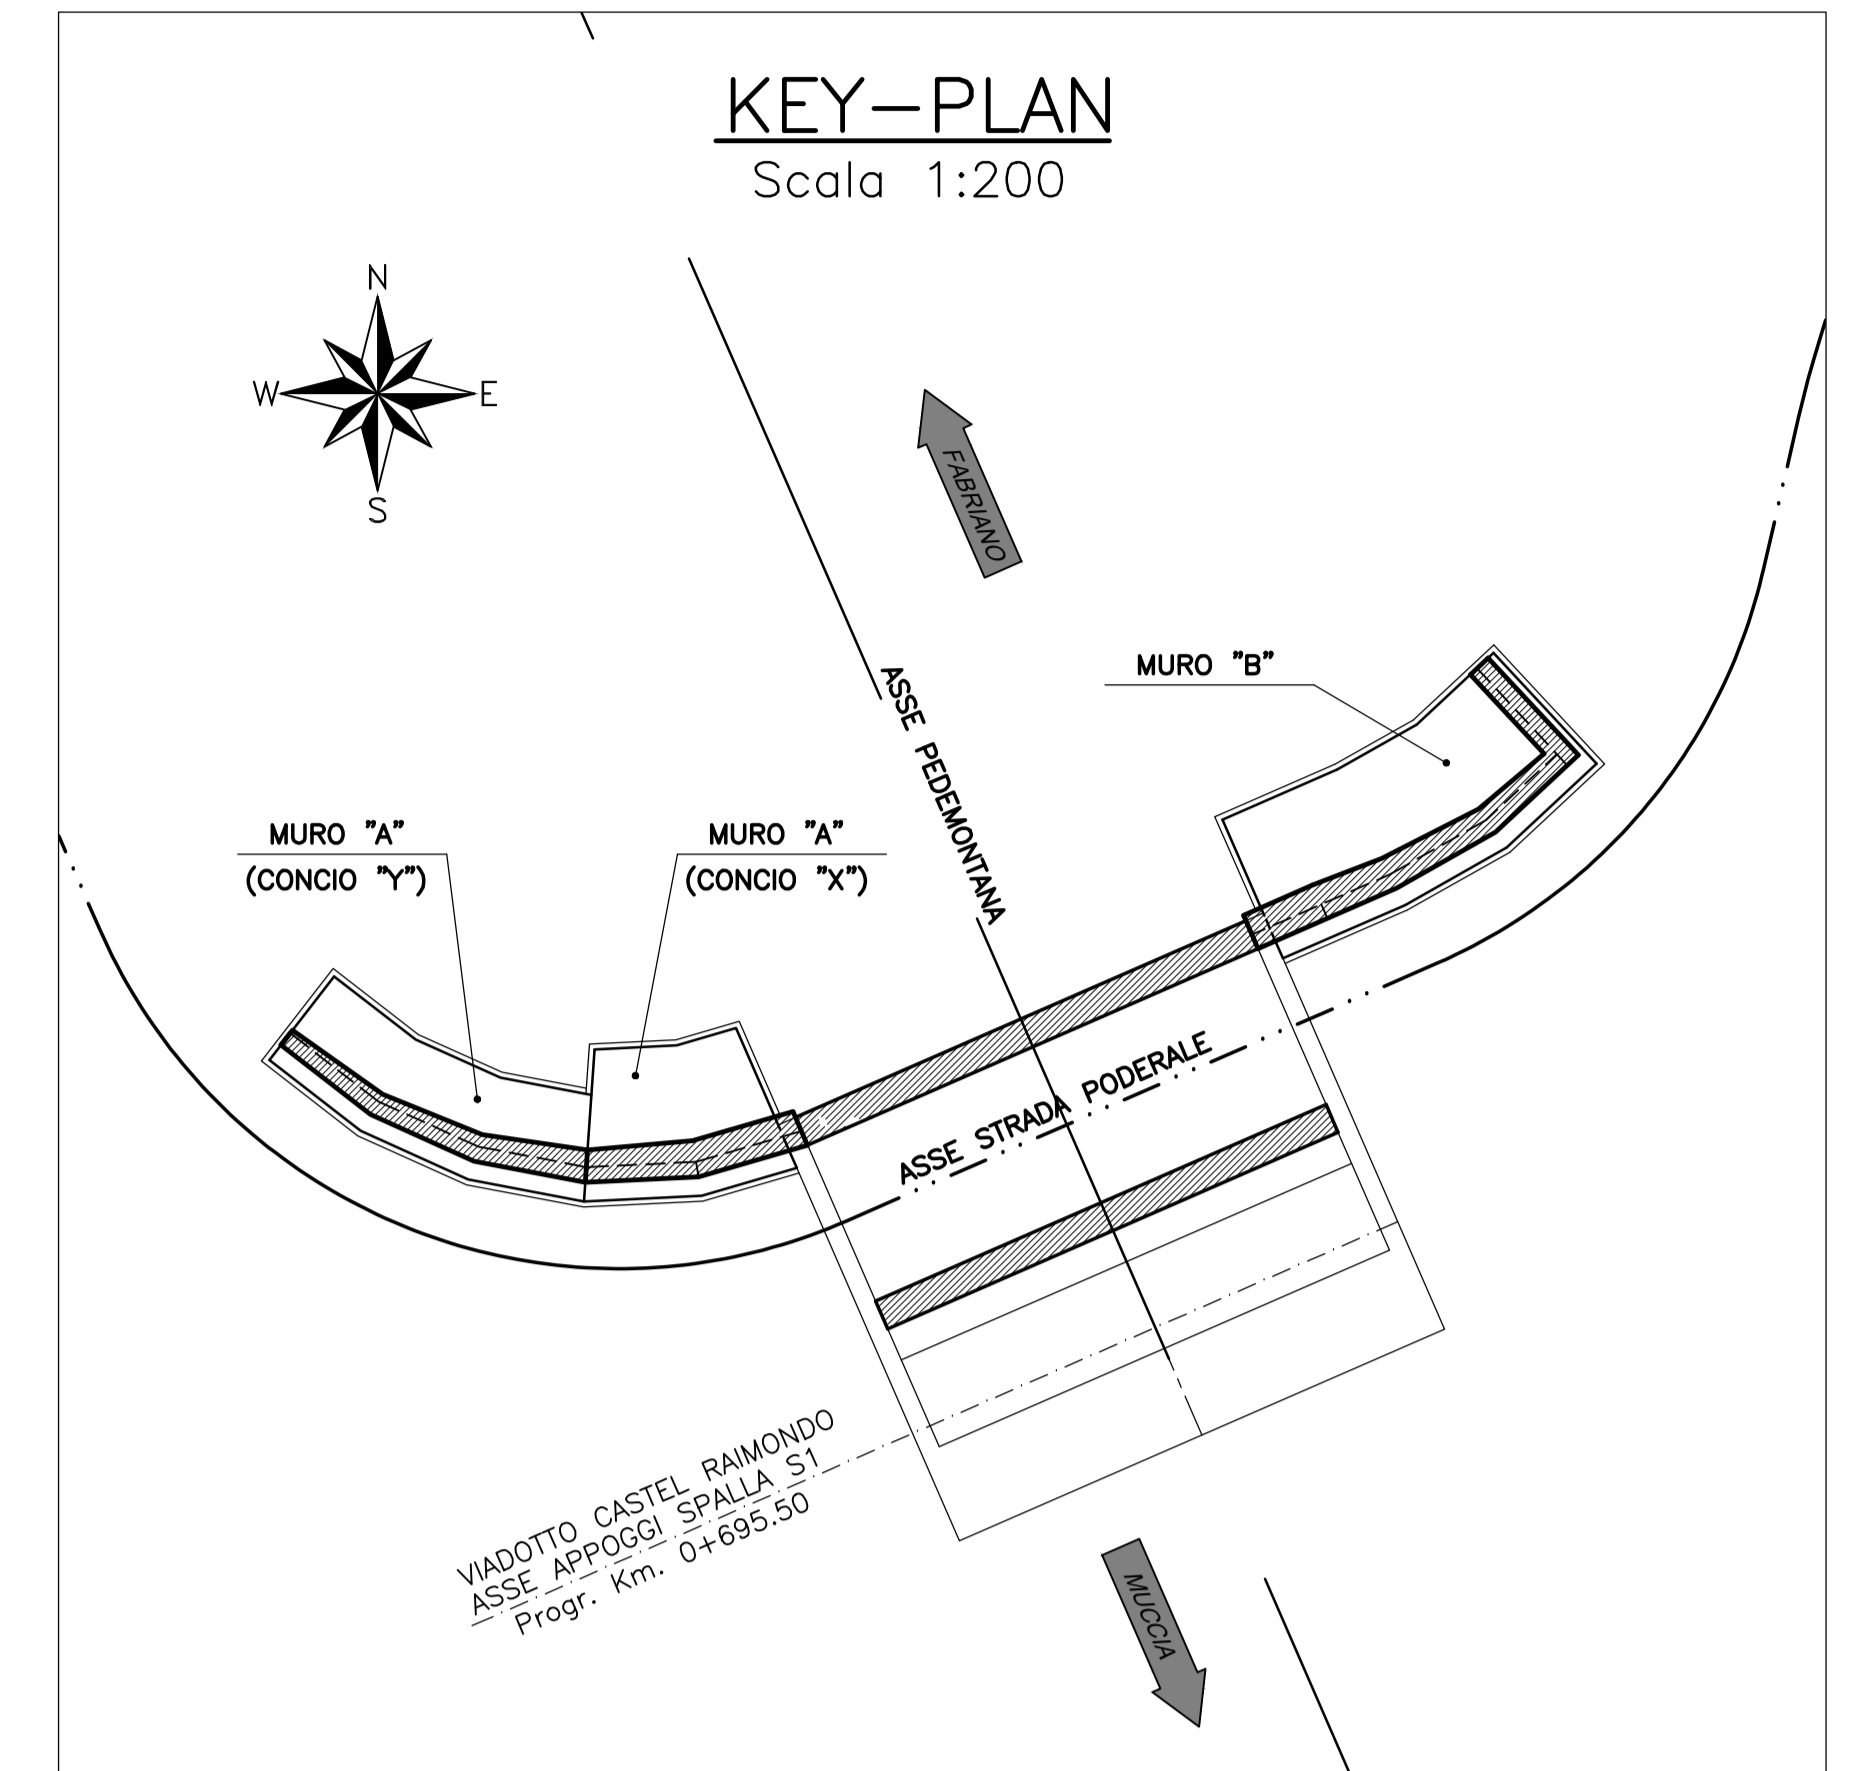 KEY-PLAN
Scala 1:200
N
W
E
S
FABRIANO
ASSE PEDEMONTANA
MURO "B"
MURO "A"
(CONCIO "Y")
MURO "A"
(CONCIO "X")
ASSE STRADA PODERALE
VIADOTTO CASTEL RAIMONDO
ASSE APPOGGI SPALLA S1
Progr. Km. 0+695.50
MUCCIA